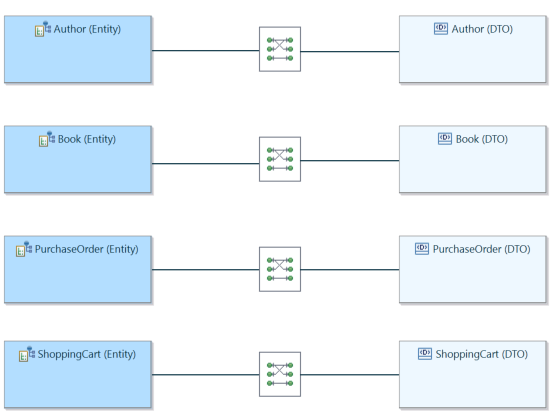 Author (Entity)
Author (DTO)
Book (Entity)
Book (DTO)
PurchaseOrder (Entity)
PurchaseOrder (DTO)
ShoppingCart (Entity)
ShoppingCart (DTO)